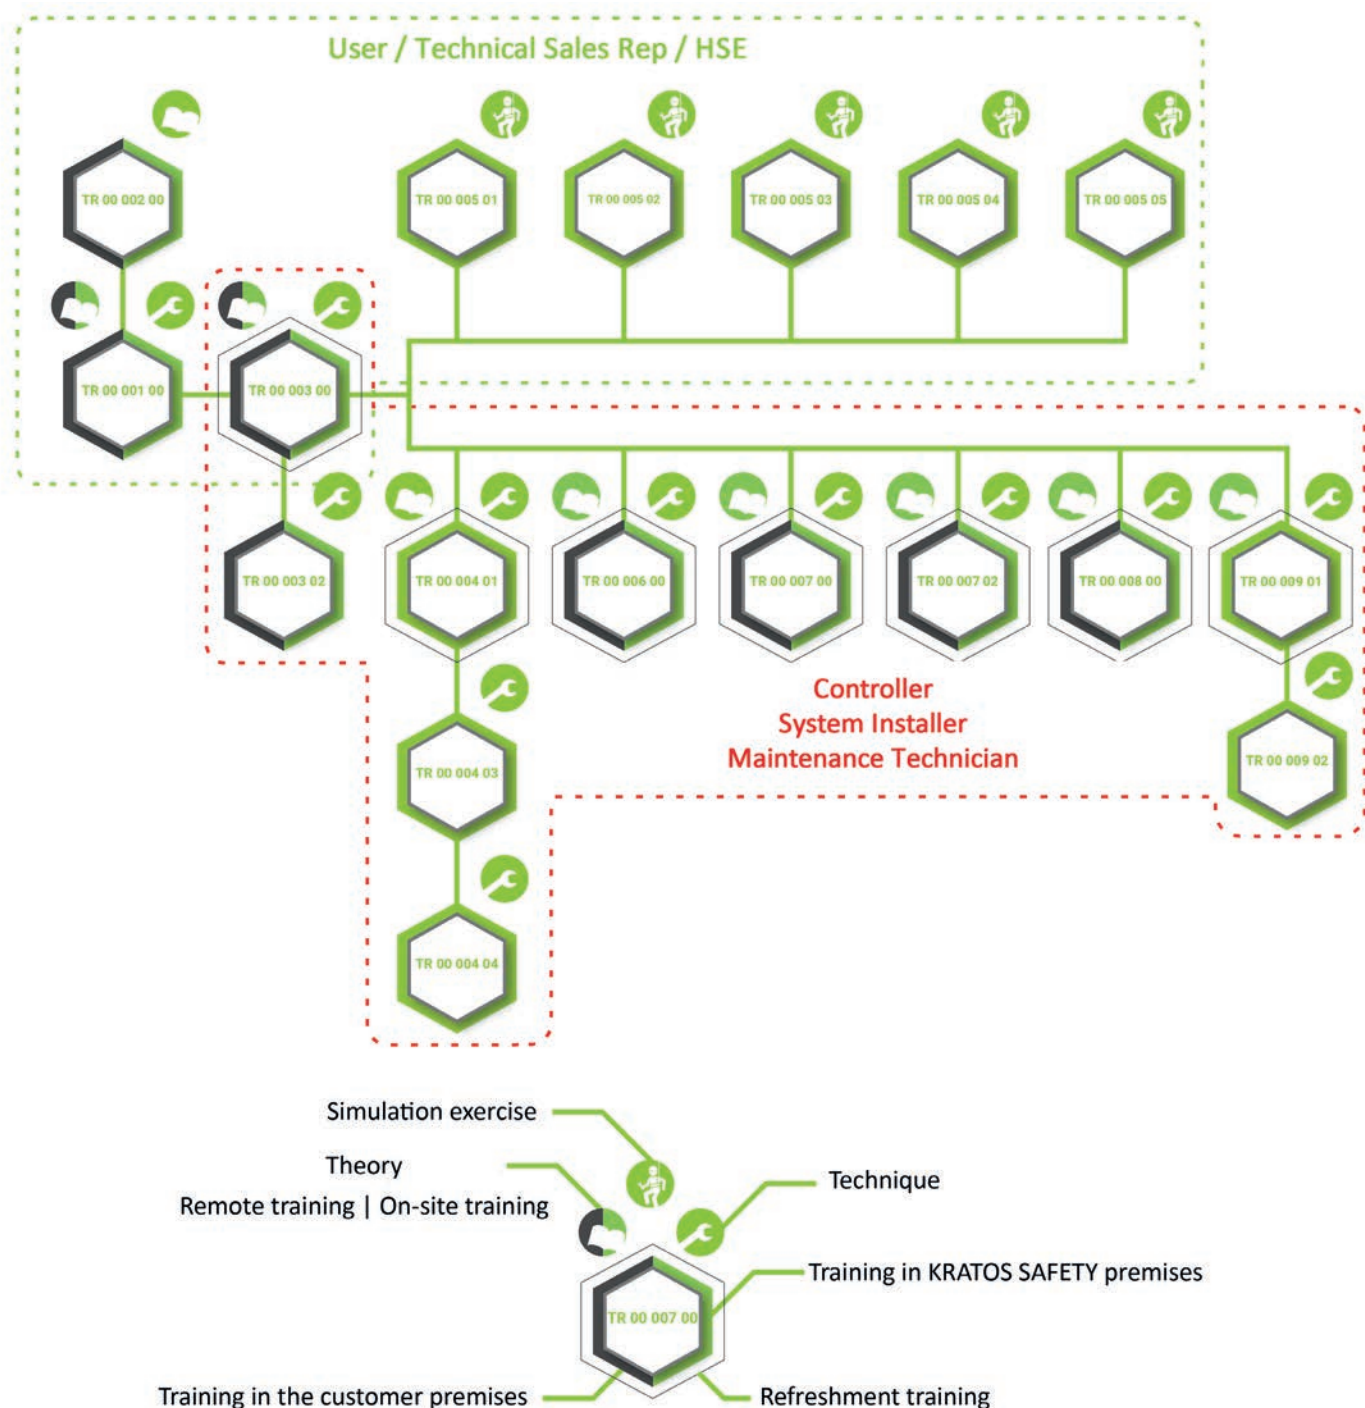 User / Technical Sales Rep / HSE
TR 00 002 00
TR 00 005 01
TR 00 005 02
TR 00 005 03
TR 00 005 04
TR 00 005 05
TR 00 001 00
TR 00 003 00
TR 00 003 02
TR 00 004 01
TR 00 006 00
TR 00 007 00
TR 00 007 02
TR 00 008 00
TR 00 009 01
Controller
System Installer
Maintenance Technician
TR 00 004 03
TR 00 009 02
TR 00 004 04
Simulation exercise
Theory
Remote training | On-site training
Technique
Training in KRATOS SAFETY premises
TR 00 007 00
Training in the customer premises
Refreshment training